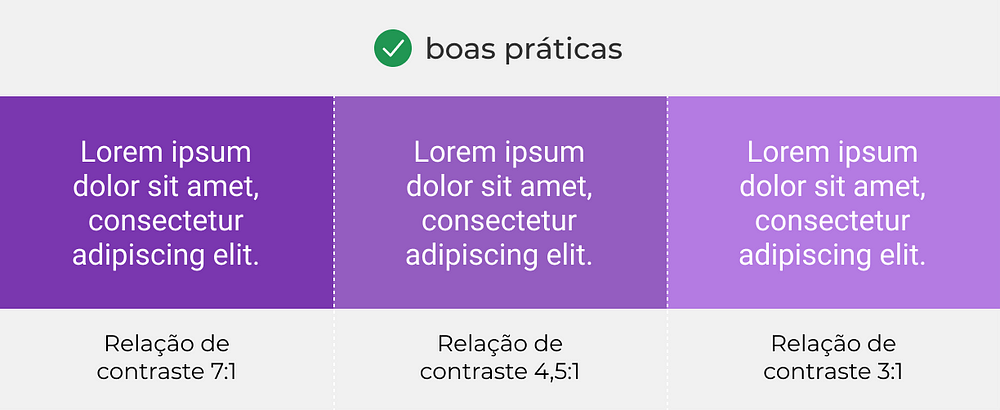 boas práticas
Lorem ipsum
dolor sit amet,
consectetur
adipiscing elit.
Lorem ipsum
dolor sit amet,
consectetur
adipiscing elit.
Lorem ipsum
dolor sit amet,
consectetur
adipiscing elit.
Relação de
contraste 7:1
Relação de
contraste 4,5:1
Relação de
contraste 3:1